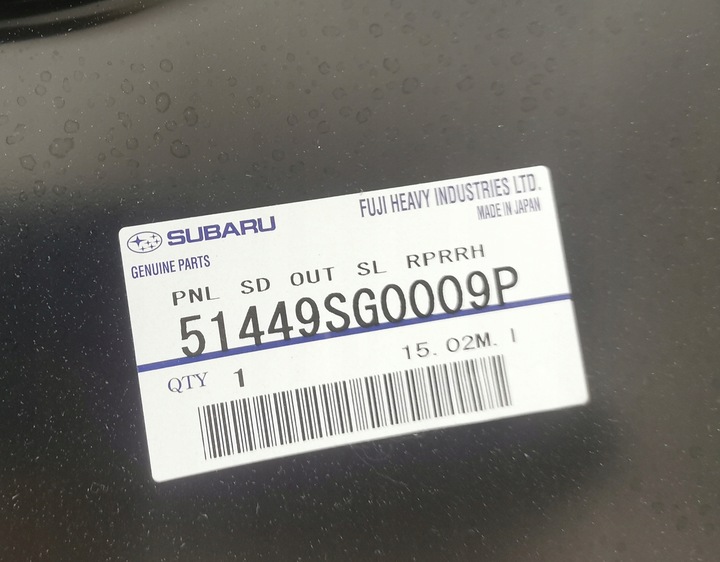 SUBARU
FUJI HEAVY INDUSTRIES LTD.
MADE IN JAPAN
GENUINE PARTS
PNL SD OUT SL RPRRH
51449SG0009P
QTY 1
15. 02M. I